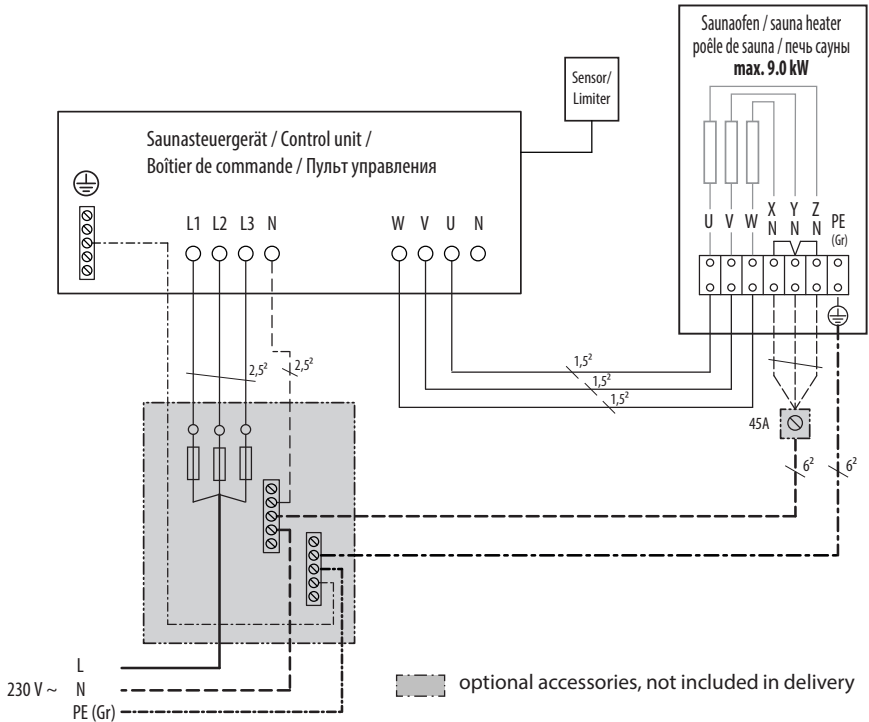 Saunaofen / sauna heater
poêle de sauna / печь сауны
max. 9.0 kW
Sensor/
Limiter
Saunasteuergerät / Control unit /
Boîtier de commande / Пульт управления
L1 L2 L3 N
W V U N
U V W X Y Z PE
N N N (Gr)
2,5² 2,5²
1,5²
1,5²
1,5²
45A
6² 6²
L
230 V ~ N
PE (Gr)
optional accessories, not included in delivery